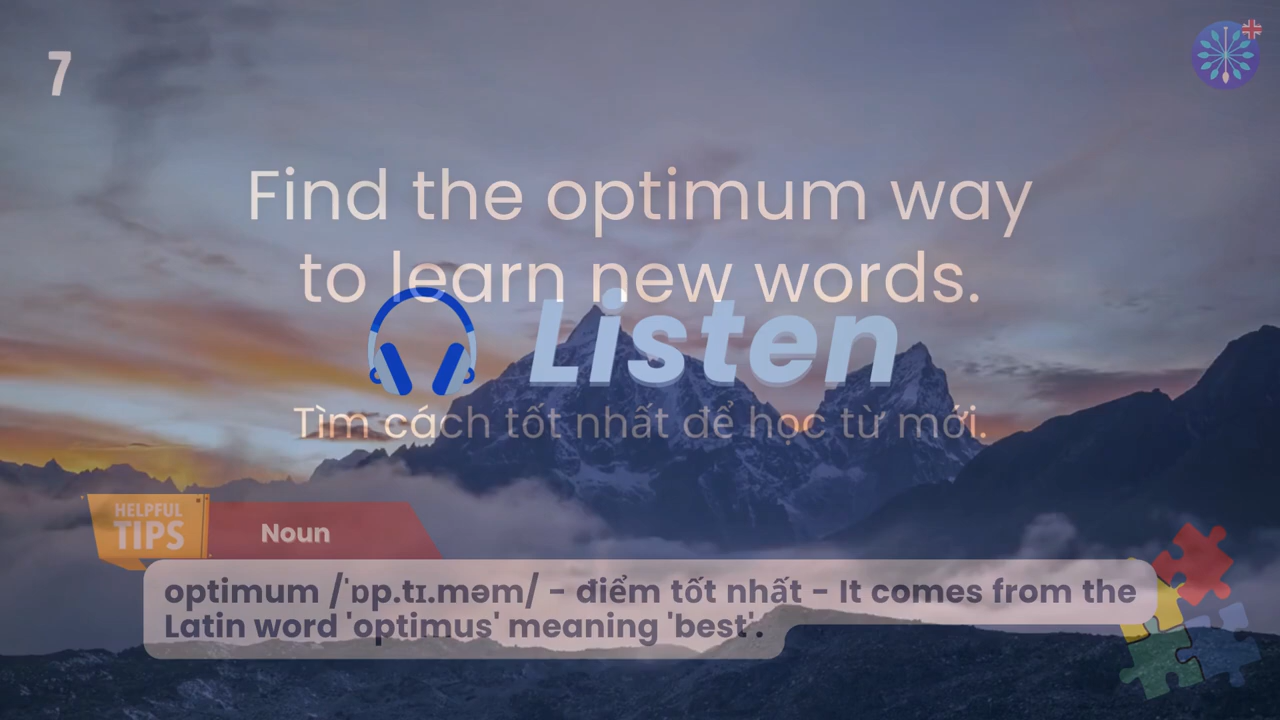 7
Find the optimum way
to learn new words.
Listen
Tìm cách tốt nhất để học từ mới.
HELPFUL
TIPS
Noun
optimum /ˈɒp.tɪ.məm/ - điểm tốt nhất - It comes from the
Latin word 'optimus' meaning 'best'.